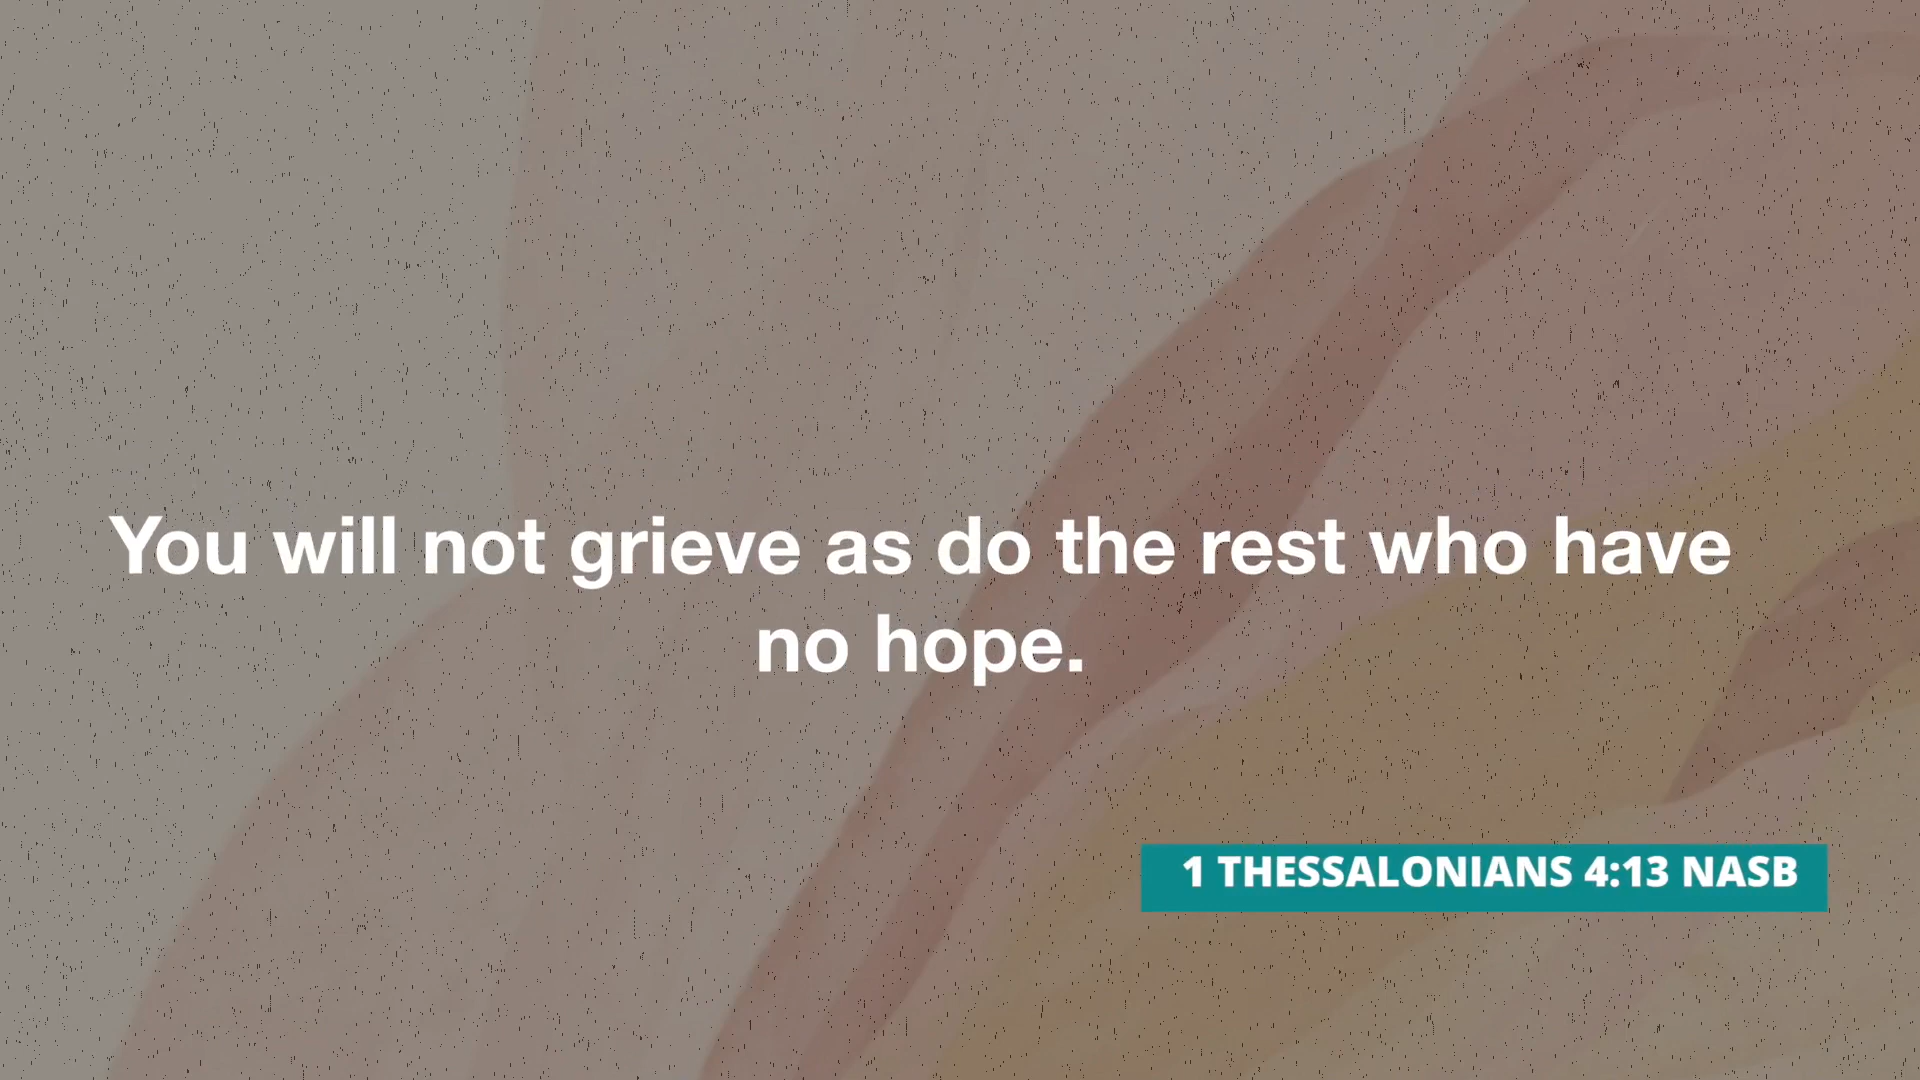 You will not grieve as do the rest who have
no hope.
1 THESSALONIANS 4:13 NASB